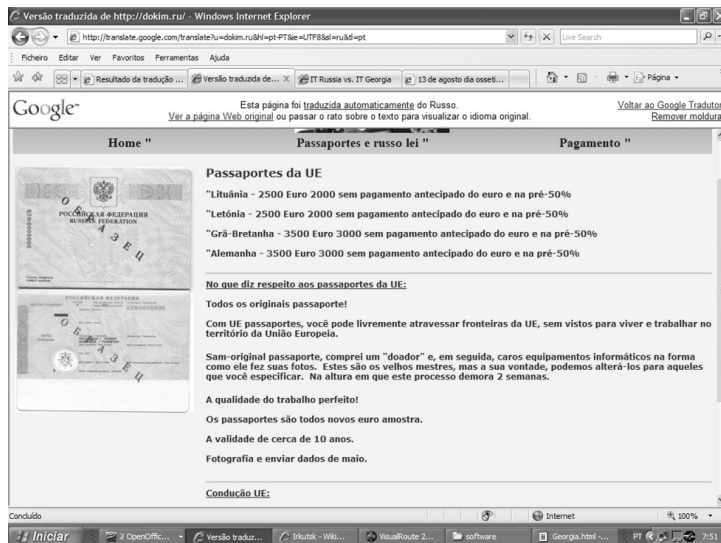 Versão traduzida de http://dokim.ru/ - Windows Internet Explorer
http://translate.google.com/translate?u=dokim.ru&hl=pt-PT&ie=UTF8&sl=ru&tl=pt
Live Search
Ficheiro Editar Ver Favoritos Ferramentas Ajuda
Resultado da tradução ... Versão traduzida de... IT Russia vs. IT Georgia 13 de agosto dia osseti... Página
Google
Esta página foi traduzida automaticamente do Russo.
Ver a página Web original ou passar o rato sobre o texto para visualizar o idioma original.
Voltar ao Google Tradutor
Remover moldura
Home " Passaportes e russo lei " Pagamento "
РОССИЙСКАЯ ФЕДЕРАЦИЯ
RUSSIAN FEDERATION
ОБРАЗЕЦ
РОССИЙСКАЯ ФЕДЕРАЦИЯ
62N0000000
ОБРАЗЕЦ
Passaportes da UE
"Lituânia - 2500 Euro 2000 sem pagamento antecipado do euro e na pré-50%
"Letónia - 2500 Euro 2000 sem pagamento antecipado do euro e na pré-50%
"Grã-Bretanha - 3500 Euro 3000 sem pagamento antecipado do euro e na pré-50%
"Alemanha - 3500 Euro 3000 sem pagamento antecipado do euro e na pré-50%
No que diz respeito aos passaportes da UE:
Todos os originais passaporte!
Com UE passaportes, você pode livremente atravessar fronteiras da UE, sem vistos para viver e trabalhar no
território da União Europeia.
Sam-original passaporte, comprei um "doador" e, em seguida, caros equipamentos informáticos na forma
como ele fez suas fotos. Estes são os velhos mestres, mas a sua vontade, podemos alterá-los para aqueles
que você especificar. Na altura em que este processo demora 2 semanas.
A qualidade do trabalho perfeito!
Os passaportes são todos novos euro amostra.
A validade de cerca de 10 anos.
Fotografia e enviar dados de maio.
Condução UE:
Concluído Internet 100%
Iniciar 2 OpenOffic... Versão traduz... Irkutsk - Wiki... VisualRoute 2... software Georgia.html -... PT 7:51